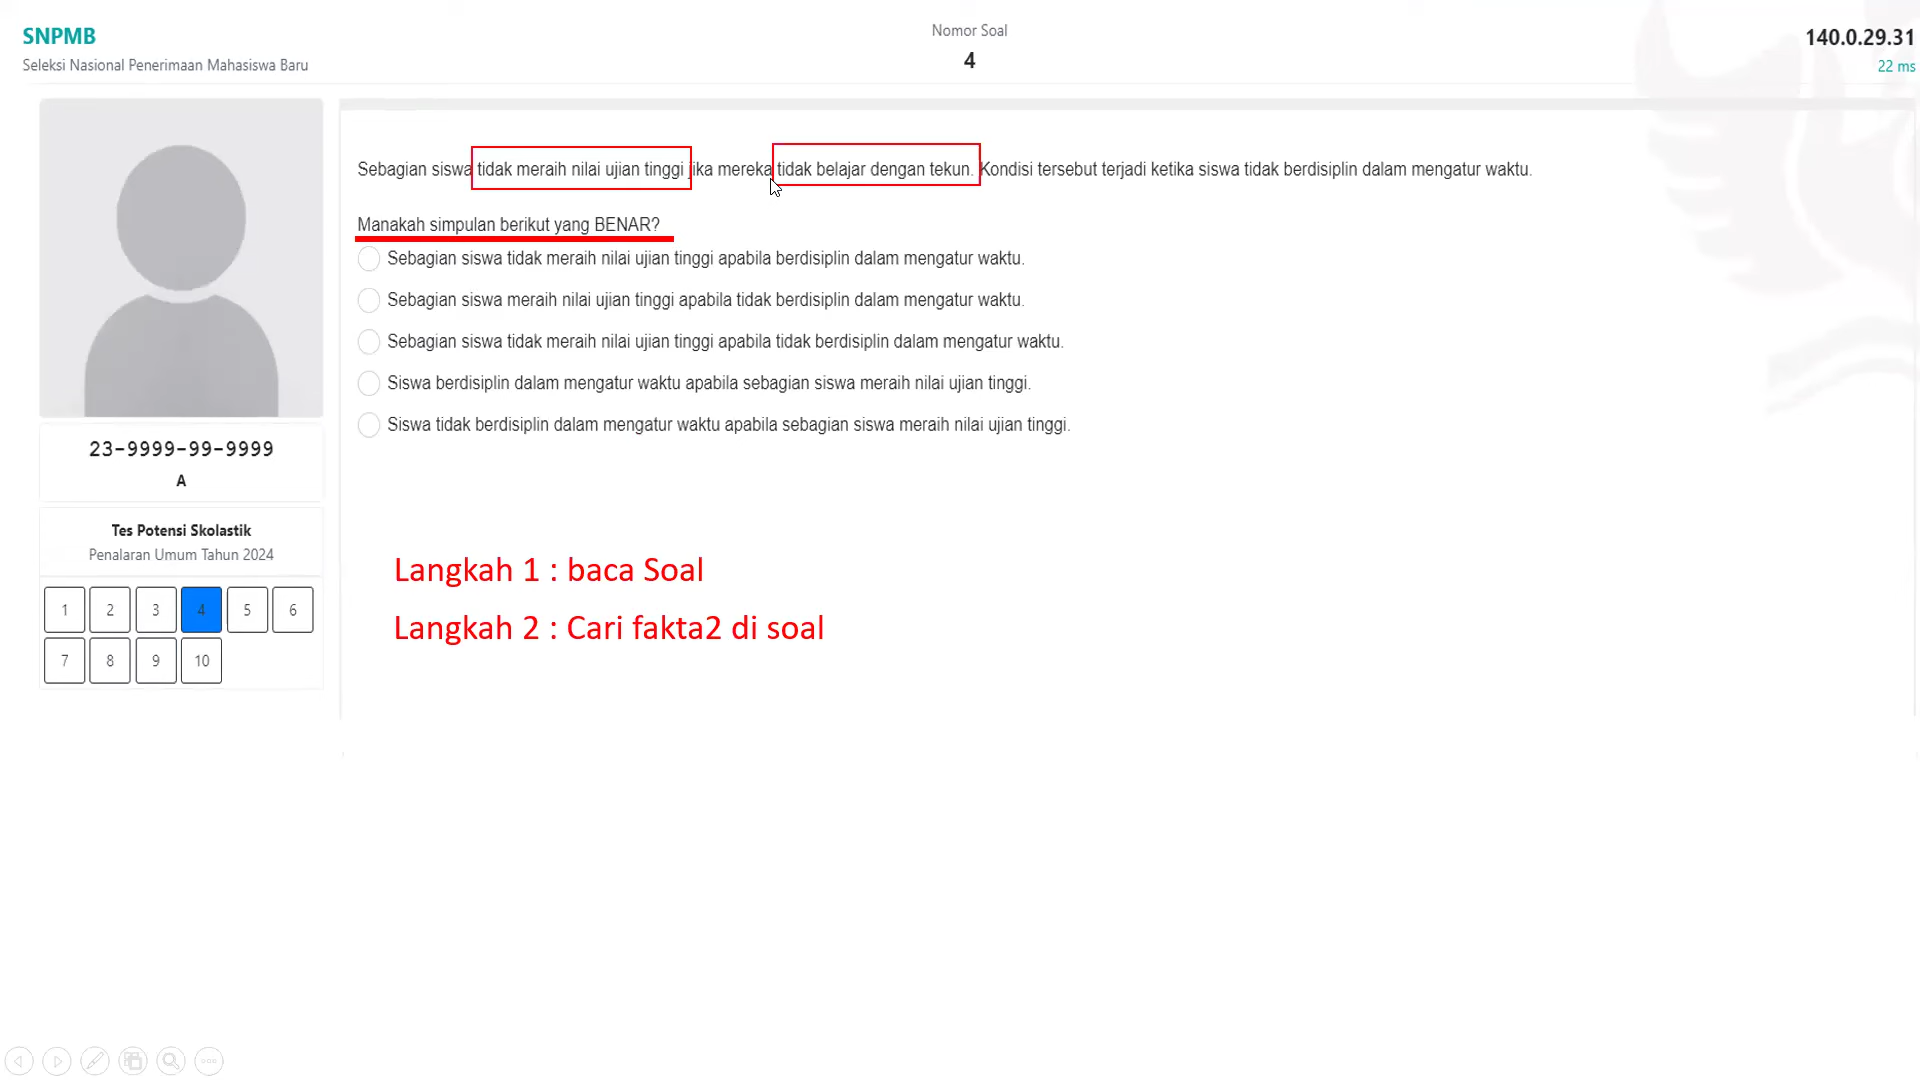 SNPMB
Seleksi Nasional Penerimaan Mahasiswa Baru
Nomor Soal
4
140.0.29.31
22 ms
Sebagian siswa tidak meraih nilai ujian tinggi jika mereka tidak belajar dengan tekun. Kondisi tersebut terjadi ketika siswa tidak berdisiplin dalam mengatur waktu.
Manakah simpulan berikut yang BENAR?
Sebagian siswa tidak meraih nilai ujian tinggi apabila berdisiplin dalam mengatur waktu.
Sebagian siswa meraih nilai ujian tinggi apabila tidak berdisiplin dalam mengatur waktu.
Sebagian siswa tidak meraih nilai ujian tinggi apabila tidak berdisiplin dalam mengatur waktu.
Siswa berdisiplin dalam mengatur waktu apabila sebagian siswa meraih nilai ujian tinggi.
Siswa tidak berdisiplin dalam mengatur waktu apabila sebagian siswa meraih nilai ujian tinggi.
23-9999-99-9999
A
Tes Potensi Skolastik
Penalaran Umum Tahun 2024
1 2 3 4 5 6
7 8 9 10
Langkah 1 : baca Soal
Langkah 2 : Cari fakta2 di soal